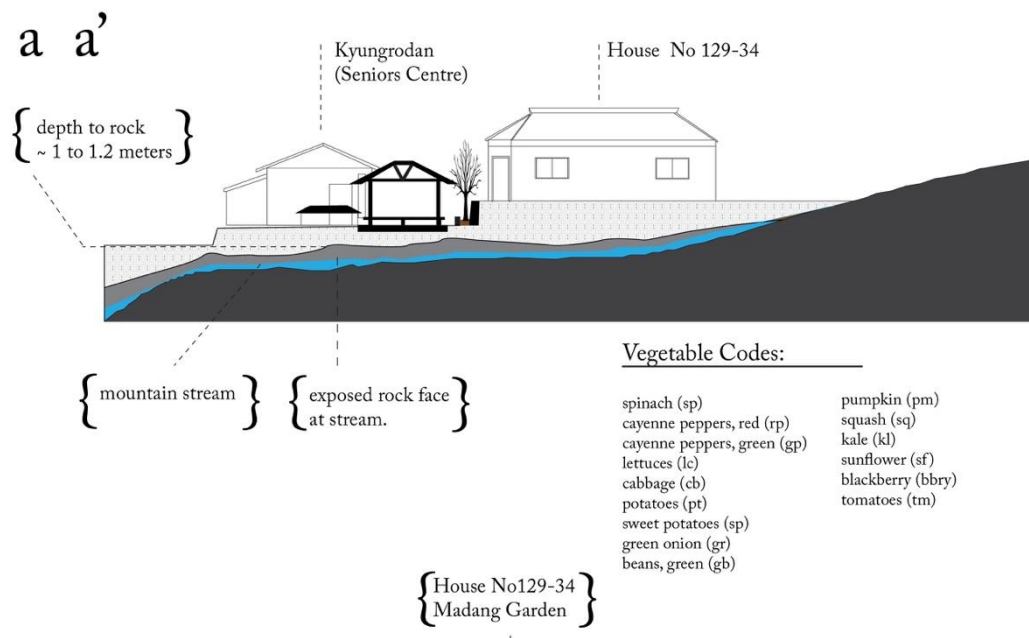 a a’
Kyungrodan
(Seniors Centre)
House No 129-34
depth to rock
~ 1 to 1.2 meters
mountain stream
exposed rock face
at stream.
Vegetable Codes:
spinach (sp)
cayenne peppers, red (rp)
cayenne peppers, green (gp)
lettuces (lc)
cabbage (cb)
potatoes (pt)
sweet potatoes (sp)
green onion (gr)
beans, green (gb)
pumpkin (pm)
squash (sq)
kale (kl)
sunflower (sf)
blackberry (bbry)
tomatoes (tm)
House No129-34
Madang Garden